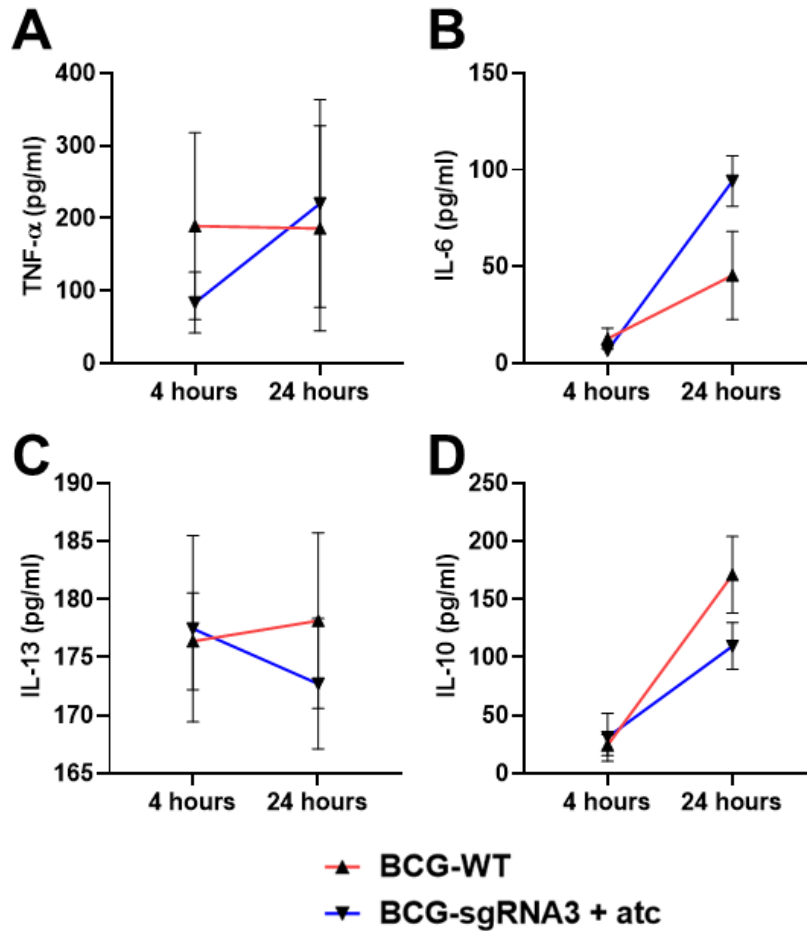 A
TNF-α (pg/ml)
400
300
200
100
0
4 hours 24 hours
B
IL-6 (pg/ml)
150
100
50
0
4 hours 24 hours
C
IL-13 (pg/ml)
190
185
180
175
170
165
4 hours 24 hours
D
IL-10 (pg/ml)
250
200
150
100
50
0
4 hours 24 hours
BCG-WT
BCG-sgRNA3 + atc